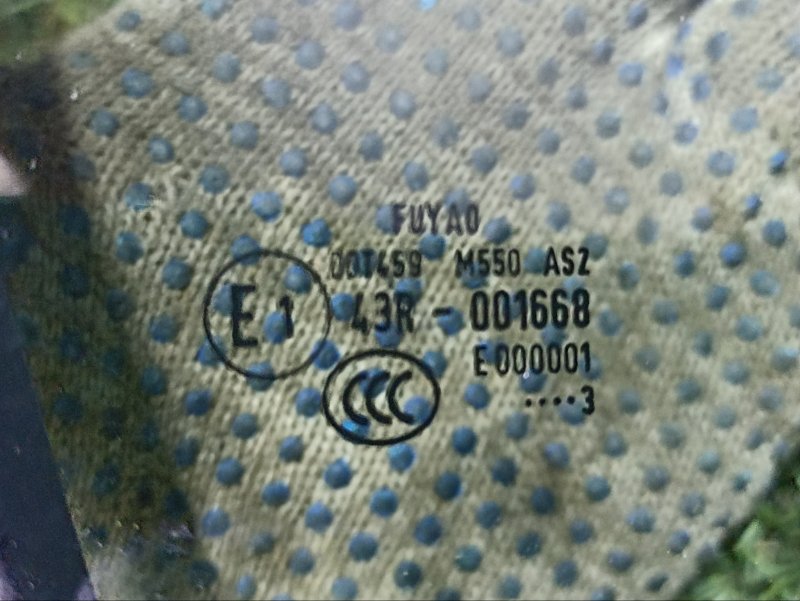 FUYAO
DOT459 M550 AS2
E1 43R - 001668
E000001
CCC
....3